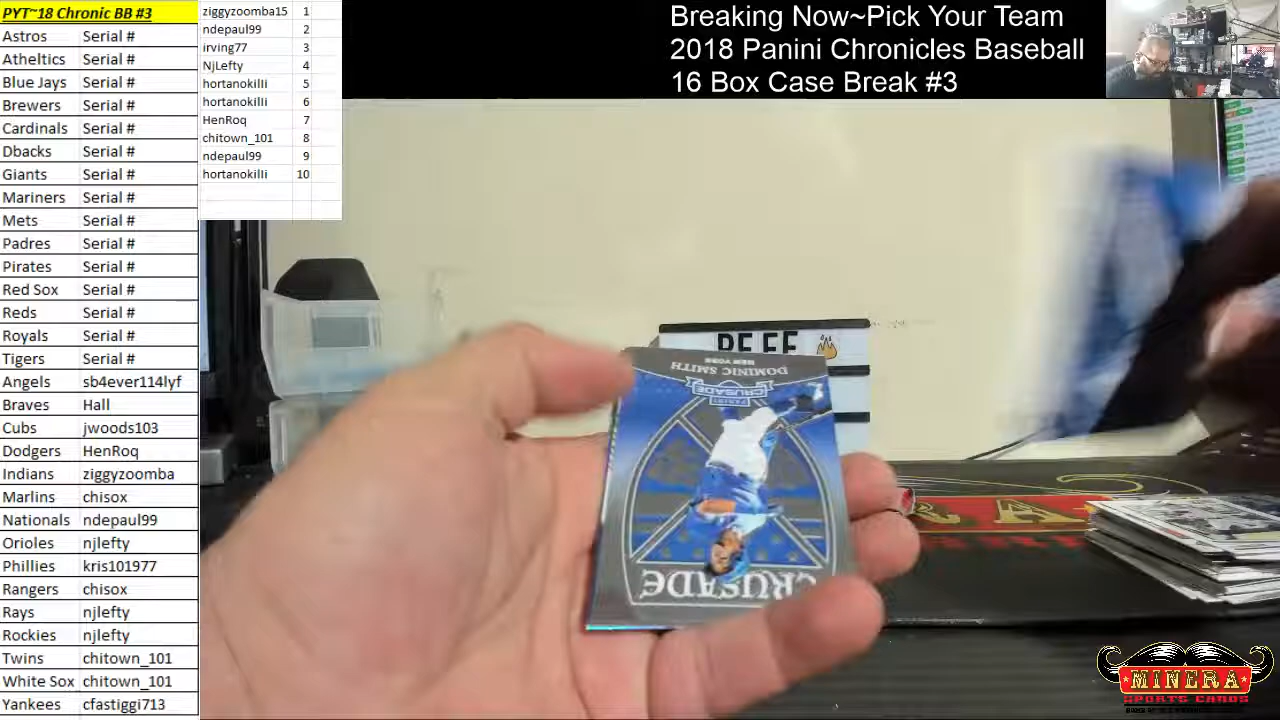 PYT~18 Chronic BB #3
Astros Serial #
Atheltics Serial #
Blue Jays Serial #
Brewers Serial #
Cardinals Serial #
Dbacks Serial #
Giants Serial #
Mariners Serial #
Mets Serial #
Padres Serial #
Pirates Serial #
Red Sox Serial #
Reds Serial #
Royals Serial #
Tigers Serial #
Angels sb4ever114lyf
Braves Hall
Cubs jwoods103
Dodgers HenRoq
Indians ziggyzoomba
Marlins chisox
Nationals ndepaul99
Orioles njlefty
Phillies kris101977
Rangers chisox
Rays njlefty
Rockies njlefty
Twins chitown_101
White Sox chitown_101
Yankees cfastiggi713
ziggyzoomba15 1
ndepaul99 2
irving77 3
NjLefty 4
hortanokilli 5
hortanokilli 6
HenRoq 7
chitown_101 8
ndepaul99 9
hortanokilli 10
Breaking Now~Pick Your Team
2018 Panini Chronicles Baseball
16 Box Case Break #3
NEW YORK
DOMINIC SMITH
PANINI
CRUSADE
CRUSADE
MINERA
SPORTS CARDS